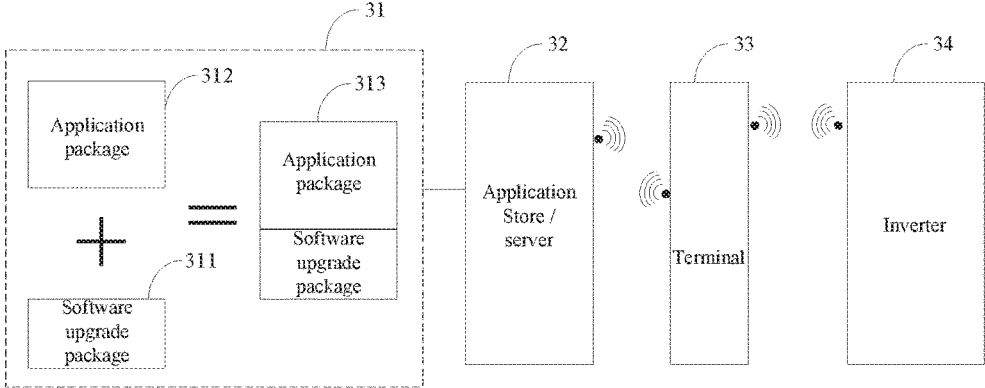 31
32
33
34
312
313
Application
package
Application
package
Application
Store /
server
Inverter
Terminal
+
=
Software
upgrade
package
311
Software
upgrade
package